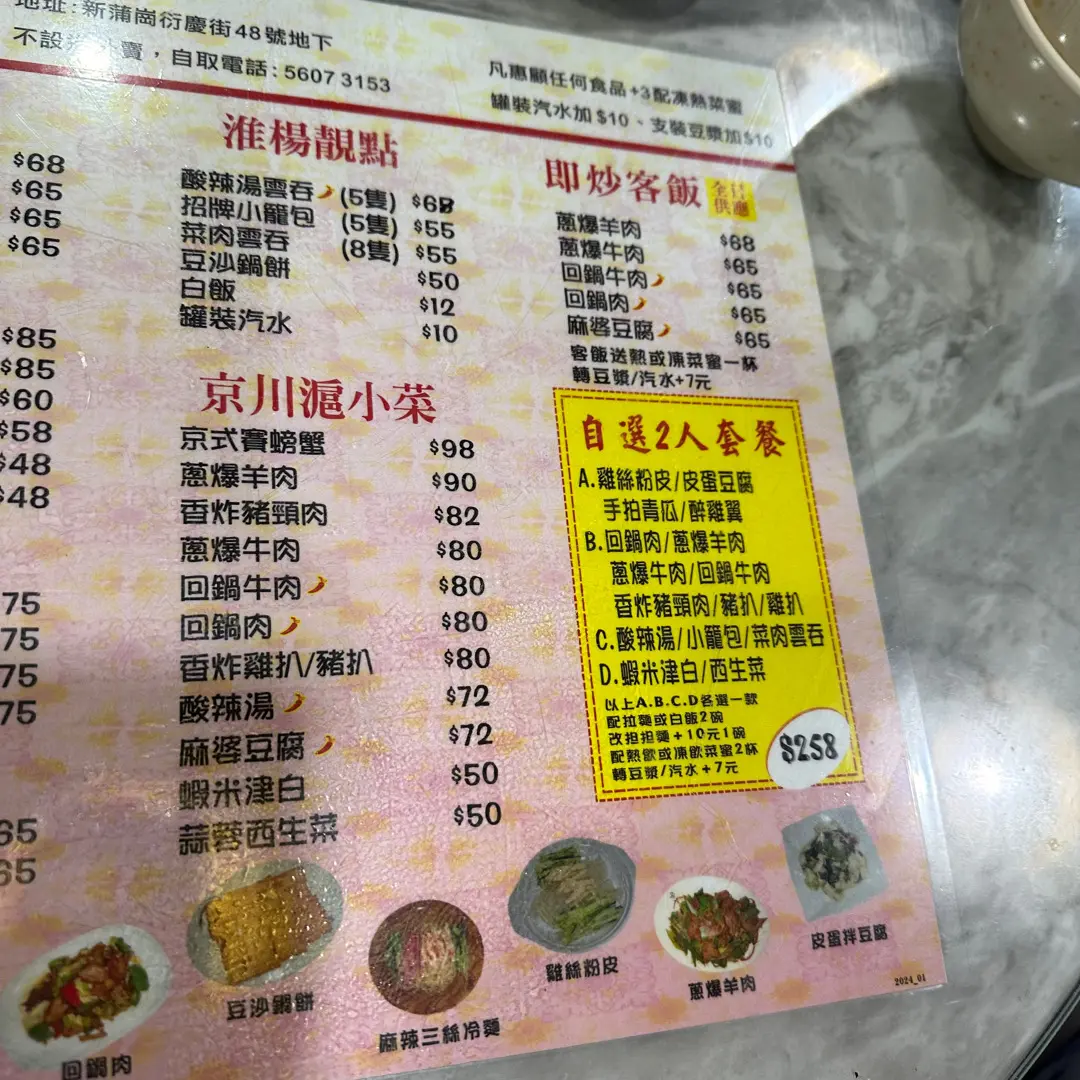 地址:新蒲崗衍慶街48號地下
不設 賣,自取電話:5607 3153
凡惠顧任何食品+3配凍熱菜蜜
罐裝汽水加$10、支裝豆漿加$10
$68
$65
$65
$65
$85
$85
$60
$58
$48
$48
75
75
75
75
65
65
淮楊靚點
酸辣湯雲吞 (5隻) $68
招牌小籠包 (5隻) $55
菜肉雲吞 (8隻) $55
豆沙鍋餅 $50
白飯 $12
罐裝汽水 $10
京川滬小菜
京式賽螃蟹 $98
蔥爆羊肉 $90
香炸豬頸肉 $82
蔥爆牛肉 $80
回鍋牛肉 $80
回鍋肉 $80
香炸雞扒/豬扒 $80
酸辣湯 $72
麻婆豆腐 $72
蝦米津白 $50
蒜蓉西生菜 $50
即炒客飯 全日供應
蔥爆羊肉 $68
蔥爆牛肉 $65
回鍋牛肉 $65
回鍋肉 $65
麻婆豆腐 $65
客飯送熱或凍菜蜜一杯
轉豆漿/汽水+7元
自選2人套餐
A.雞絲粉皮/皮蛋豆腐
手拍青瓜/醉雞翼
B.回鍋肉/蔥爆羊肉
蔥爆牛肉/回鍋牛肉
香炸豬頸肉/豬扒/雞扒
C.酸辣湯/小籠包/菜肉雲吞
D.蝦米津白/西生菜
以上A.B.C.D各選一款
配拉麵或白飯2碗
改担担麵+10元1碗
配熱飲或凍飲菜蜜2杯
轉豆漿/汽水+7元
$258
回鍋肉
豆沙鍋餅
麻辣三絲冷麵
雞絲粉皮
蔥爆羊肉
皮蛋拌豆腐
2024_01